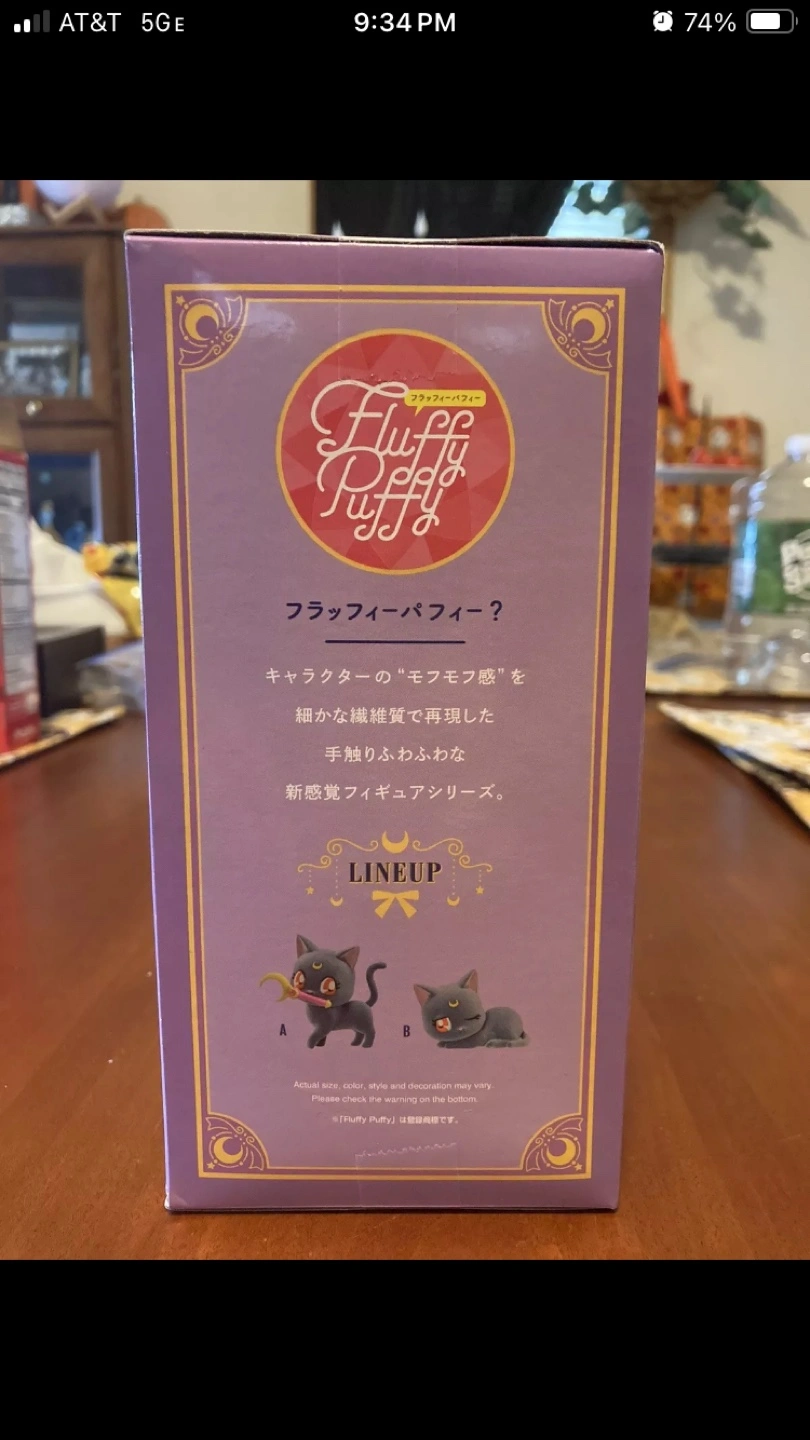 AT&T 5GE 9:34 PM 74%
フラッフィーパフィー
Fluffy
Puffy
フラッフィーパフィー?
キャラクターの“モフモフ感”を
細かな繊維質で再現した
手触りふわふわな
新感覚フィギュアシリーズ。
LINEUP
A B
Actual size, color, style and decoration may vary.
Please check the warning on the bottom.
※「Fluffy Puffy」は登録商標です。